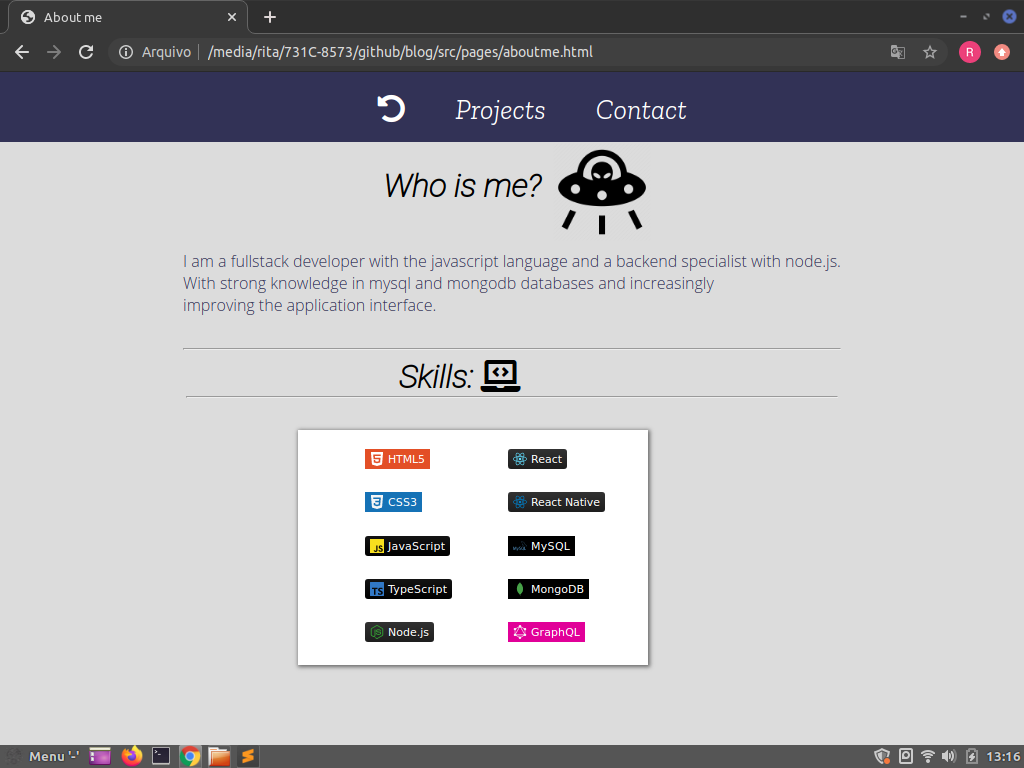 About me
Arquivo
/media/rita/731C-8573/github/blog/src/pages/aboutme.html
R
Projects Contact
Who is me?
I am a fullstack developer with the javascript language and a backend specialist with node.js.
With strong knowledge in mysql and mongodb databases and increasingly
improving the application interface.
Skills:
HTML5 React
CSS3 React Native
JS JavaScript MySQL MySQL
TS TypeScript MongoDB
Node.js GraphQL
Menu '-' 13:16